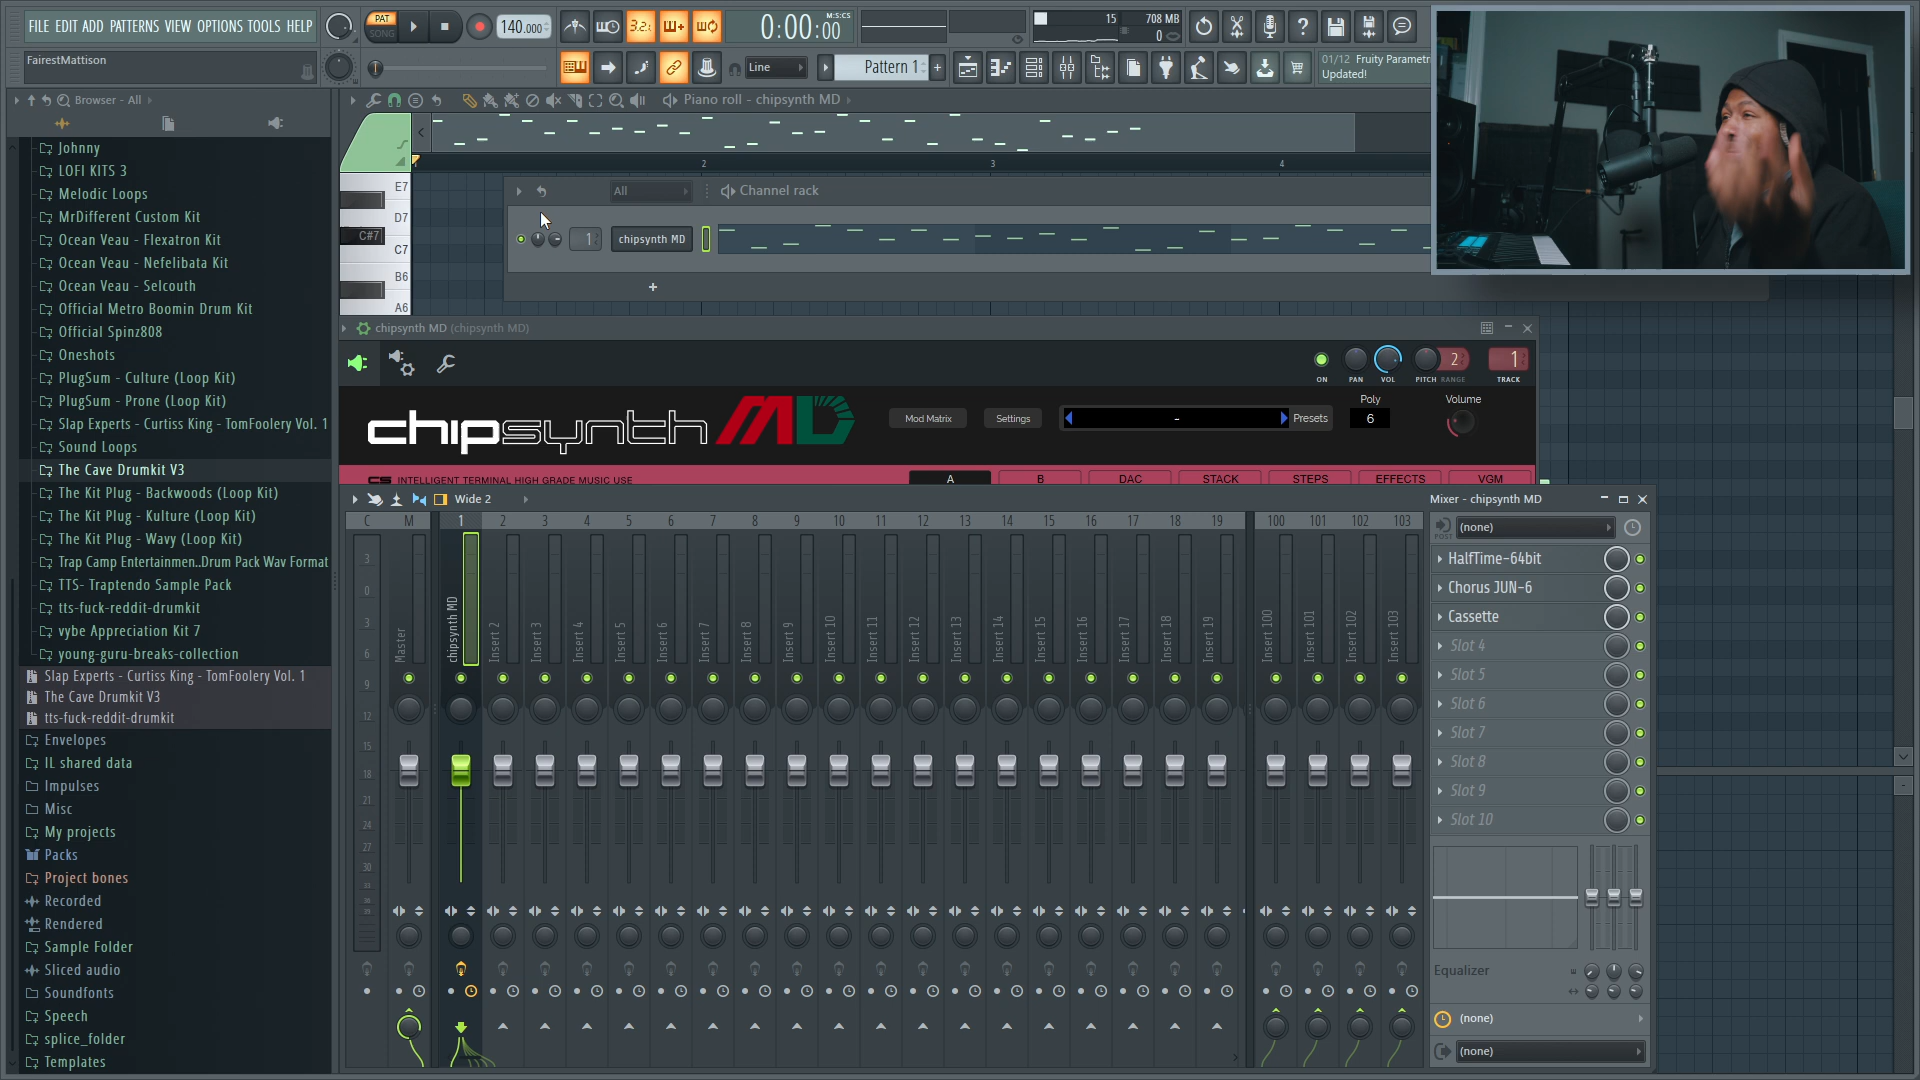 FILE EDIT ADD PATTERNS VIEW OPTIONS TOOLS HELP
PAT
SONG
140.000
3.2
0:00:00
M:S:CS
15
708 MB
0
FairestMattison
Line
Pattern 1
01/12 Fruity Parametr
Updated!
Browser - All
Piano roll - chipsynth MD
Johnny
LOFI KITS 3
Melodic Loops
MrDifferent Custom Kit
Ocean Veau - Flexatron Kit
Ocean Veau - Nefelibata Kit
Ocean Veau - Selcouth
Official Metro Boomin Drum Kit
Official Spinz808
Oneshots
PlugSum - Culture (Loop Kit)
PlugSum - Prone (Loop Kit)
Slap Experts - Curtiss King - TomFoolery Vol. 1
Sound Loops
The Cave Drumkit V3
The Kit Plug - Backwoods (Loop Kit)
The Kit Plug - Kulture (Loop Kit)
The Kit Plug - Wavy (Loop Kit)
Trap Camp Entertainmen..Drum Pack Wav Format
TTS- Traptendo Sample Pack
tts-fuck-reddit-drumkit
vybe Appreciation Kit 7
young-guru-breaks-collection
Slap Experts - Curtiss King - TomFoolery Vol. 1
The Cave Drumkit V3
tts-fuck-reddit-drumkit
Envelopes
IL shared data
Impulses
Misc
My projects
Packs
Project bones
Recorded
Rendered
Sample Folder
Sliced audio
Soundfonts
Speech
splice_folder
Templates
2 3 4
E7
D7
C#7
C7
B6
A6
All
Channel rack
1
chipsynth MD
+
chipsynth MD (chipsynth MD)
2 1
ON PAN VOL PITCH RANGE TRACK
chipsynth MD
Mod Matrix
Settings
-
Presets
Poly
6
Volume
CS INTELLIGENT TERMINAL HIGH GRADE MUSIC USE
A B DAC STACK STEPS EFFECTS VGM
Wide 2
Mixer - chipsynth MD
C M 1 2 3 4 5 6 7 8 9 10 11 12 13 14 15 16 17 18 19 100 101 102 103
3
0
3
6
9
12
15
18
21
24
27
30
Master
chipsynth MD
Insert 2
Insert 3
Insert 4
Insert 5
Insert 6
Insert 7
Insert 8
Insert 9
Insert 10
Insert 11
Insert 12
Insert 13
Insert 14
Insert 15
Insert 16
Insert 17
Insert 18
Insert 19
Insert 100
Insert 101
Insert 102
Insert 103
POST
(none)
HalfTime-64bit
Chorus JUN-6
Cassette
Slot 4
Slot 5
Slot 6
Slot 7
Slot 8
Slot 9
Slot 10
Equalizer
(none)
(none)